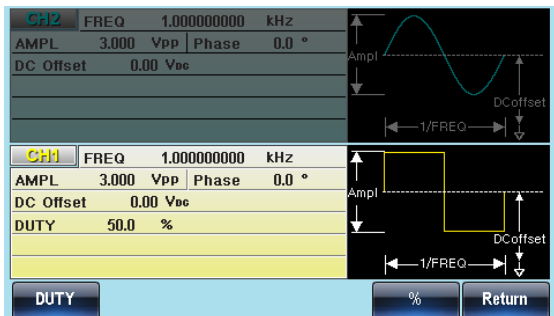 CH2 FREQ 1.000000000 kHz
AMPL 3.000 Vpp Phase 0.0 °
DC Offset 0.00 VDC
Ampl
DCoffset
1/FREQ
CH1 FREQ 1.000000000 kHz
AMPL 3.000 Vpp Phase 0.0 °
DC Offset 0.00 VDC
DUTY 50.0 %
Ampl
DCoffset
1/FREQ
DUTY % Return